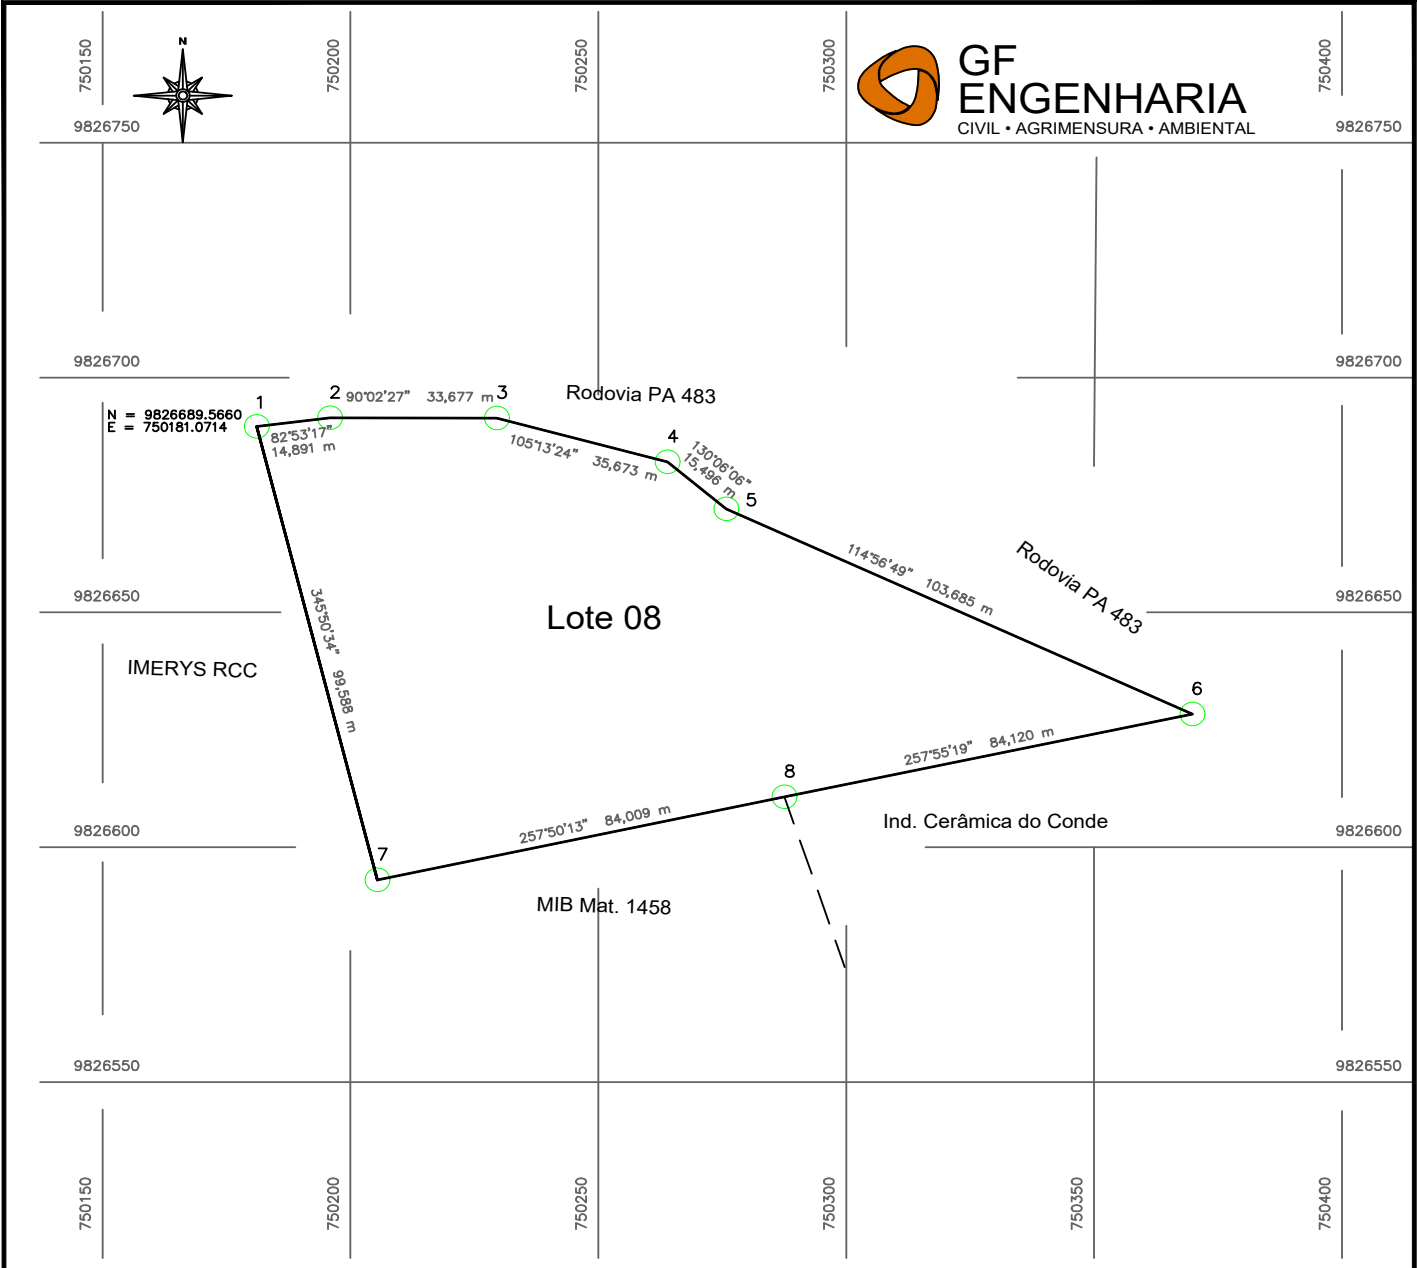 750150
750200
750250
750300
750400
N
GF
ENGENHARIA
CIVIL • AGRIMENSURA • AMBIENTAL
9826750
9826750
9826700
9826700
1
2
90°02'27" 33,677 m
3
Rodovia PA 483
N = 9826689.5660
E = 750181.0714
82°53'17"
14,891 m
105°13'24" 35,673 m
4
130°06'06"
15,496 m
5
114°56'49" 103,685 m
Rodovia PA 483
9826650
9826650
345°50'34" 99,588 m
Lote 08
IMERYS RCC
6
257°55'19" 84,120 m
8
257°50'13" 84,009 m
Ind. Cerâmica do Conde
9826600
9826600
7
MIB Mat. 1458
9826550
9826550
750150
750200
750250
750300
750350
750400